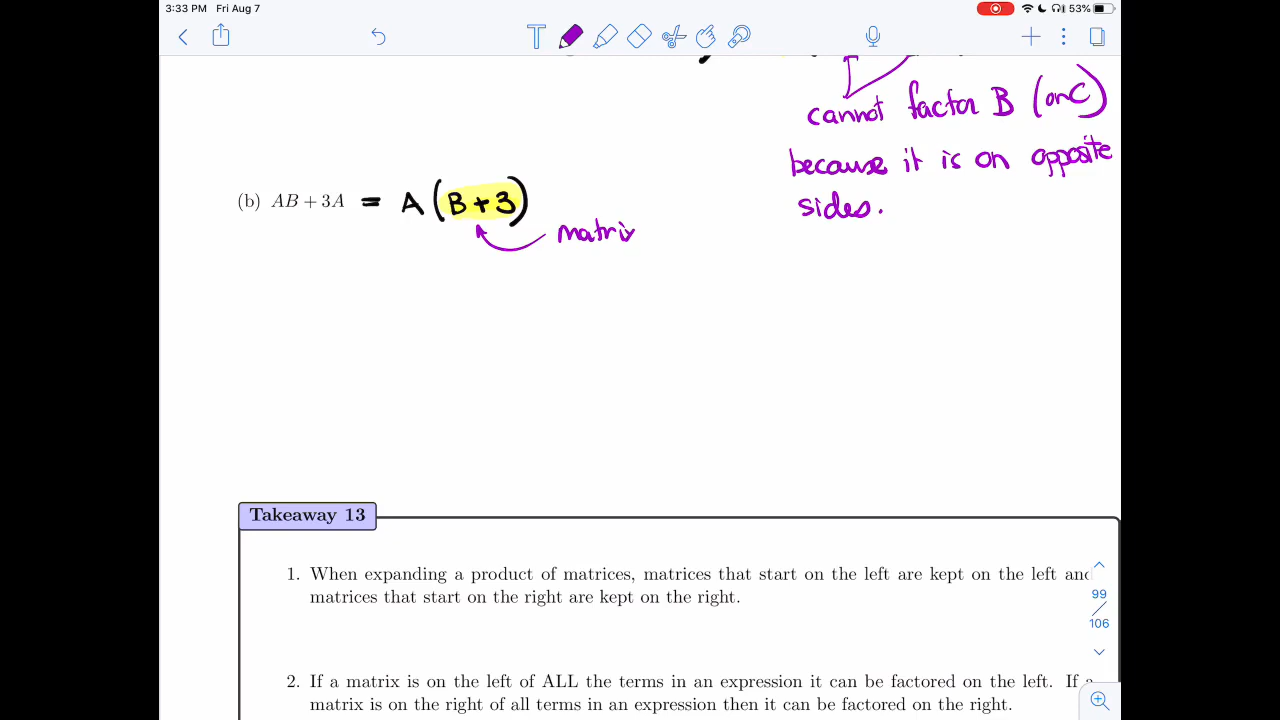 3:33 PM Fri Aug 7
53%
cannot factor B (or C)
because it is on opposite
sides.
(b) AB + 3A = A (B + 3)
matrix
Takeaway 13
1. When expanding a product of matrices, matrices that start on the left are kept on the left and
matrices that start on the right are kept on the right.
99
106
2. If a matrix is on the left of ALL the terms in an expression it can be factored on the left. If a
matrix is on the right of all terms in an expression then it can be factored on the right.